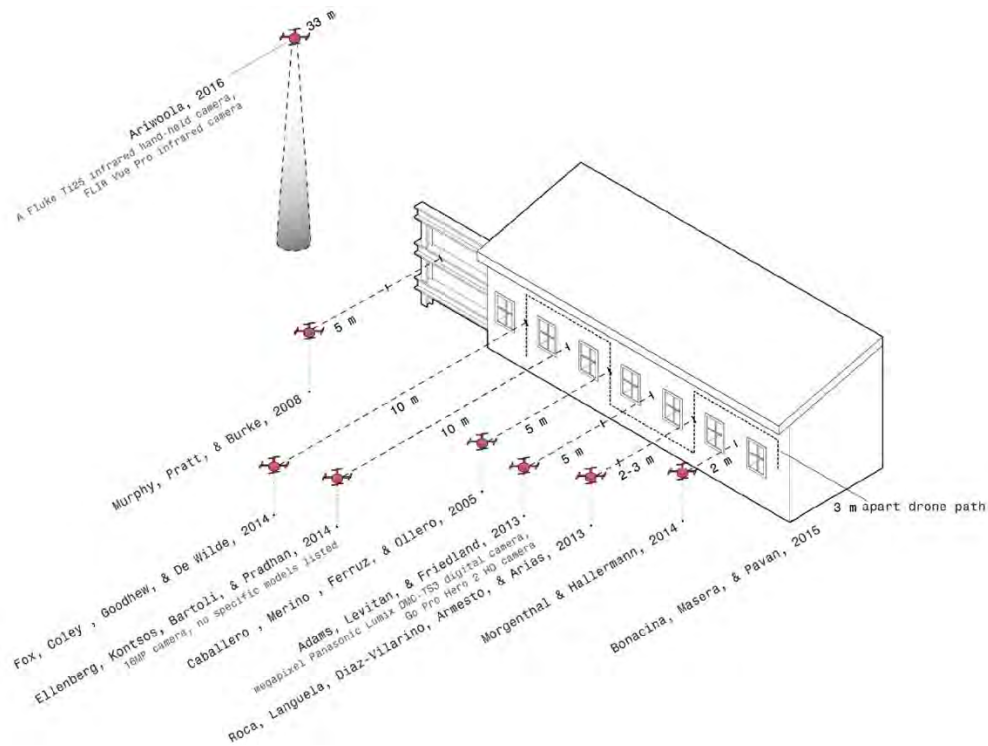 33 m
Ariwoola, 2016
A Fluke Ti25 infrared hand-held camera,
FLIR Vue Pro infrared camera
5 m
Murphy, Pratt, & Burke, 2008
10 m
Fox, Coley , Goodhew, & De Wilde, 2014
10 m
Ellenberg, Kontsos, Bartoli, & Pradhan, 2014
16MP camera, no specific models listed
5 m
Caballero , Merino , Ferruz, & Ollero, 2005
5 m
Adams, Levitan, & Friedland, 2013
megapixel Panasonic Lumix DMC-TS3 digital camera,
Go Pro Hero 2 HD camera
2-3 m
Roca, Languela, Diaz-Vilarino, Armesto, & Arias, 2013
2 m
Morgenthal & Hallermann, 2014
3 m apart drone path
Bonacina, Masera, & Pavan, 2015